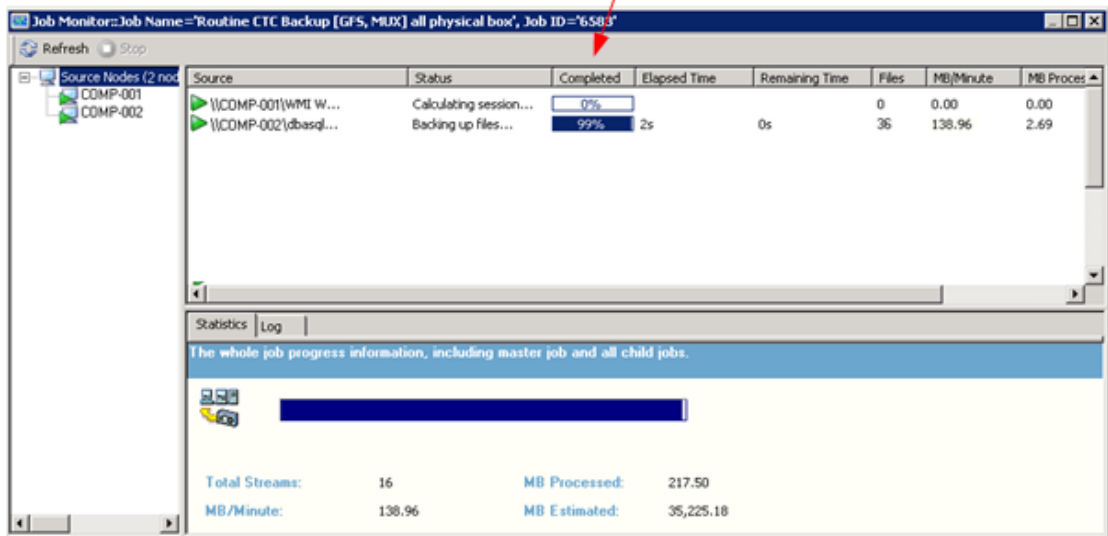 Job Monitor::Job Name='Routine CTC Backup [GFS, MUX] all physical box', Job ID='6588'
Refresh Stop
Source Nodes (2 nod
COMP-001
COMP-002
Source Status Completed Elapsed Time Remaining Time Files MB/Minute MB Proces
\\COMP-001\WMI W... Calculating session... 0% 0 0.00 0.00
\\COMP-002\dbasql... Backing up files... 99% 2s 0s 36 138.96 2.69
Statistics Log
The whole job progress information, including master job and all child jobs.
Total Streams: 16 MB Processed: 217.50
MB/Minute: 138.96 MB Estimated: 35,225.18